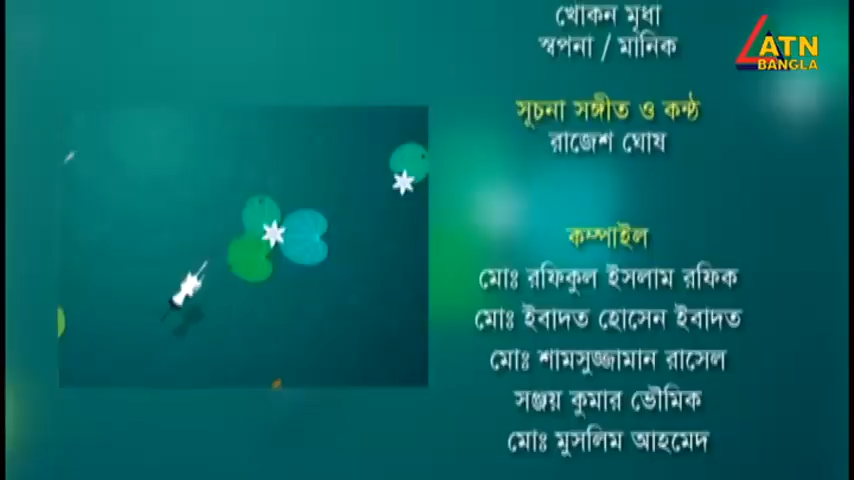 খোকন মৃধা
স্বপনা / মানিক
ATN
BANGLA
সূচনা সঙ্গীত ও কন্ঠ
রাজেশ ঘোষ
কম্পাইল
মোঃ রফিকুল ইসলাম রফিক
মোঃ ইবাদত হোসেন ইবাদত
মোঃ শামসুজ্জামান রাসেল
সঞ্জয় কুমার ভৌমিক
মোঃ মুসলিম আহমেদ